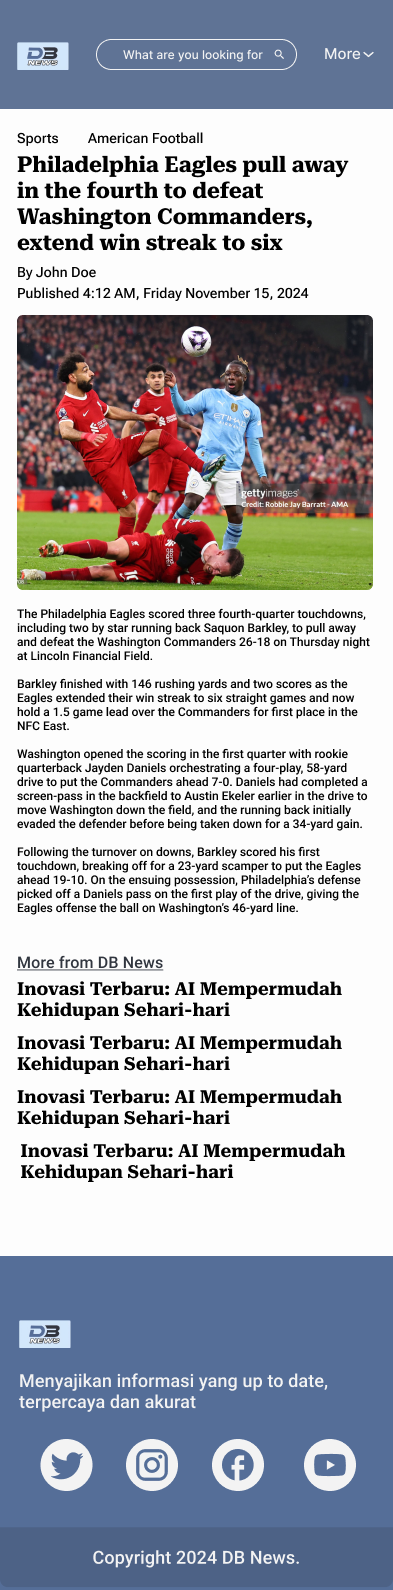 DB
NEWS
What are you looking for
More
Sports American Football
Philadelphia Eagles pull away
in the fourth to defeat
Washington Commanders,
extend win streak to six
By John Doe
Published 4:12 AM, Friday November 15, 2024
ETIHAD
gettyimages
Credit: Robbie Jay Barratt - AMA
10
The Philadelphia Eagles scored three fourth-quarter touchdowns,
including two by star running back Saquon Barkley, to pull away
and defeat the Washington Commanders 26-18 on Thursday night
at Lincoln Financial Field.
Barkley finished with 146 rushing yards and two scores as the
Eagles extended their win streak to six straight games and now
hold a 1.5 game lead over the Commanders for first place in the
NFC East.
Washington opened the scoring in the first quarter with rookie
quarterback Jayden Daniels orchestrating a four-play, 58-yard
drive to put the Commanders ahead 7-0. Daniels had completed a
screen-pass in the backfield to Austin Ekeler earlier in the drive to
move Washington down the field, and the running back initially
evaded the defender before being taken down for a 34-yard gain.
Following the turnover on downs, Barkley scored his first
touchdown, breaking off for a 23-yard scamper to put the Eagles
ahead 19-10. On the ensuing possession, Philadelphia's defense
picked off a Daniels pass on the first play of the drive, giving the
Eagles offense the ball on Washington's 46-yard line.
More from DB News
Inovasi Terbaru: AI Mempermudah
Kehidupan Sehari-hari
Inovasi Terbaru: AI Mempermudah
Kehidupan Sehari-hari
Inovasi Terbaru: AI Mempermudah
Kehidupan Sehari-hari
Inovasi Terbaru: AI Mempermudah
Kehidupan Sehari-hari
DB
NEWS
Menyajikan informasi yang up to date,
terpercaya dan akurat
Copyright 2024 DB News.